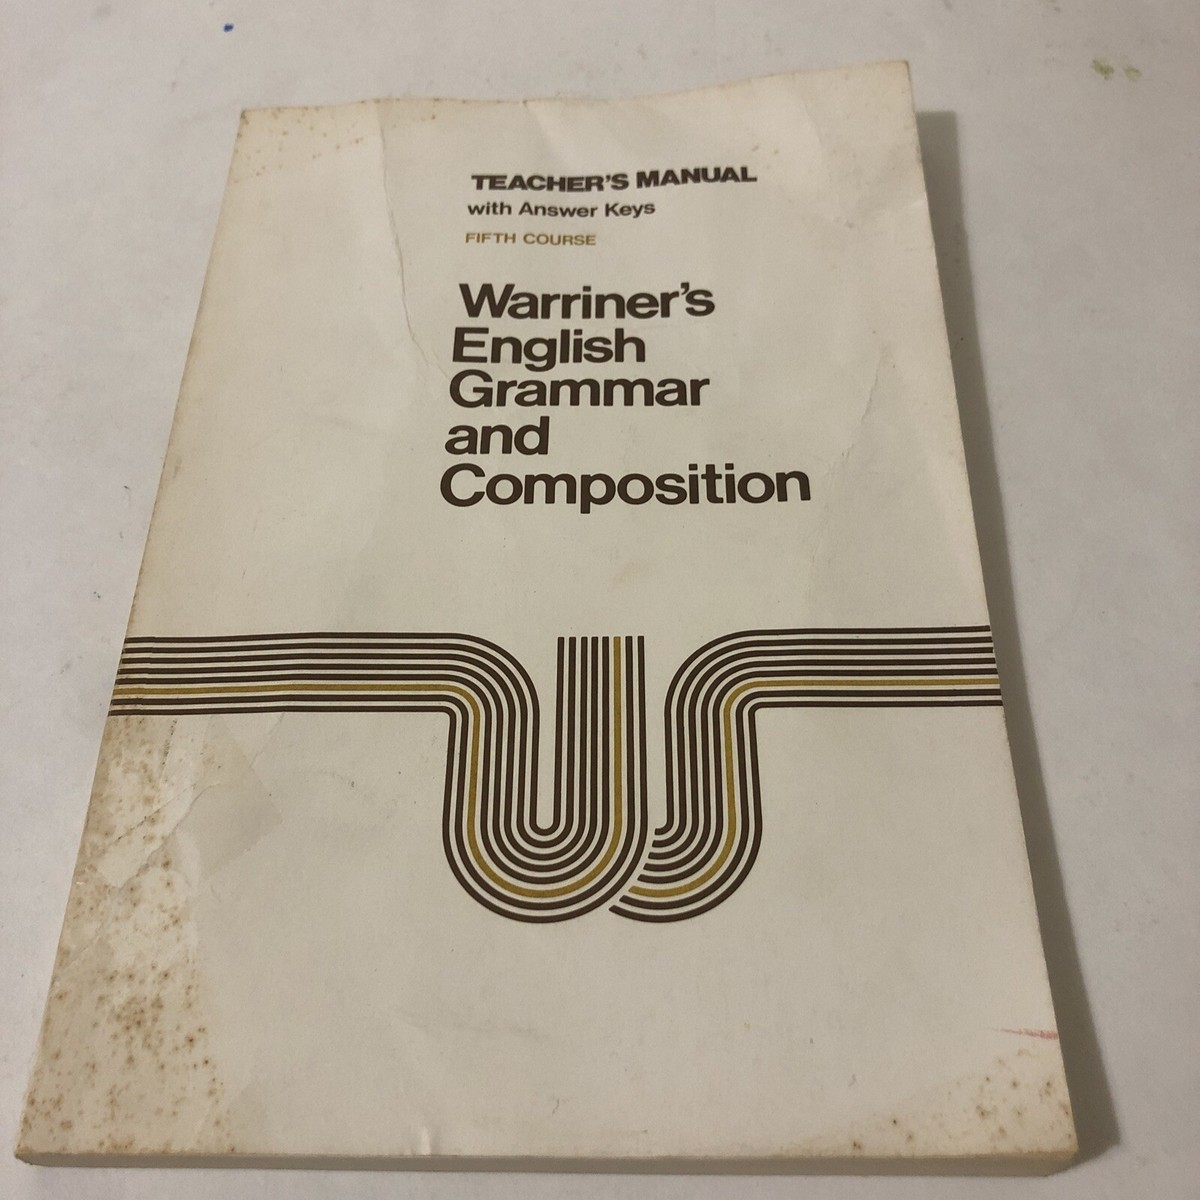 TEACHER'S MANUAL
with Answer Keys
FIFTH COURSE
Warriner's
English
Grammar
and
Composition